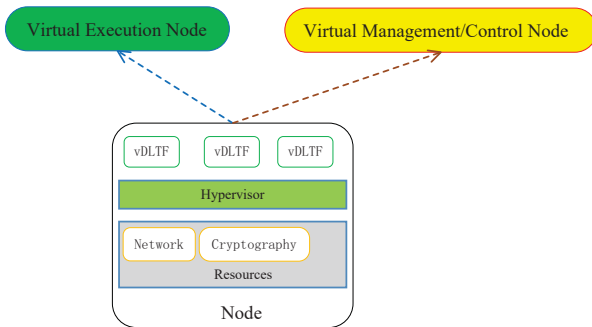 Virtual Execution Node
Virtual Management/Control Node
vDLTF vDLTF vDLTF
Hypervisor
Network Cryptography
Resources
Node